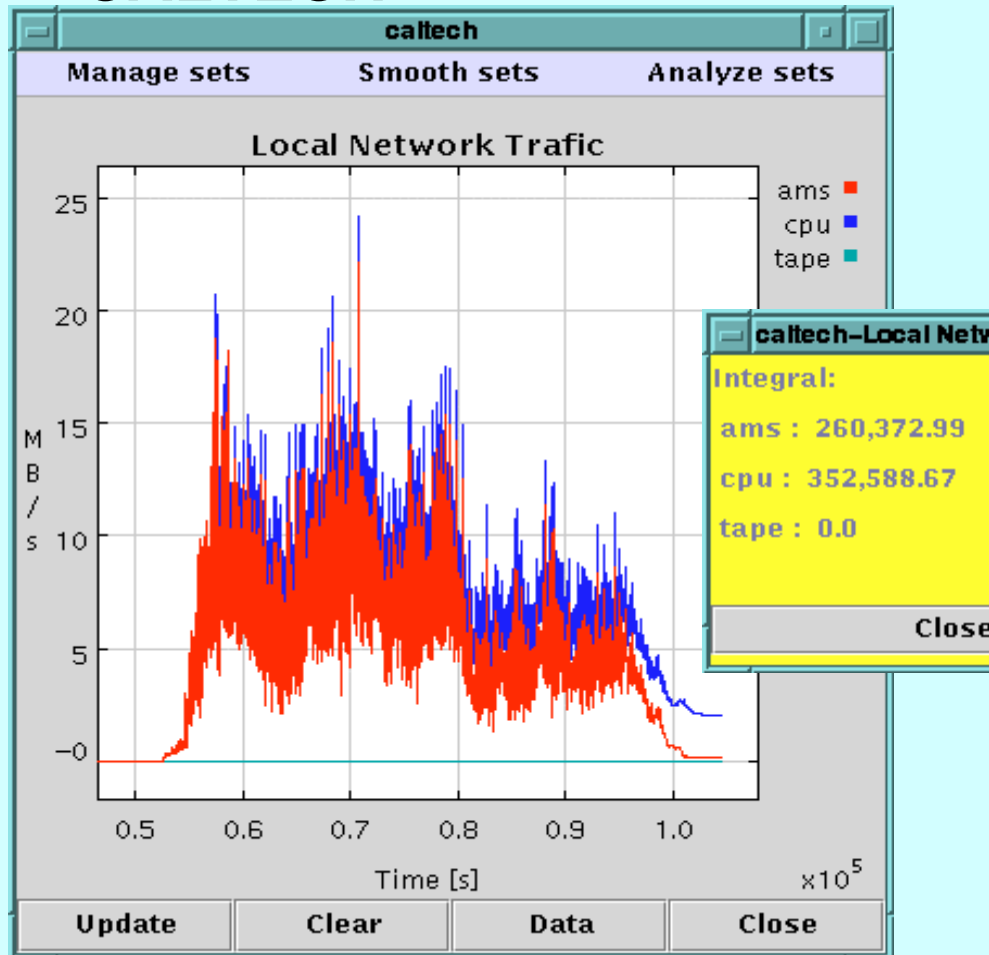 caltech
Manage sets Smooth sets Analyze sets
Local Network Trafic
25
20
15
10
5
−0
M
B
/
s
ams
cpu
tape
0.5 0.6 0.7 0.8 0.9 1.0
Time [s] x10⁵
Update Clear Data Close
caltech-Local Netw
Integral:
ams : 260,372.99
cpu : 352,588.67
tape : 0.0
Close